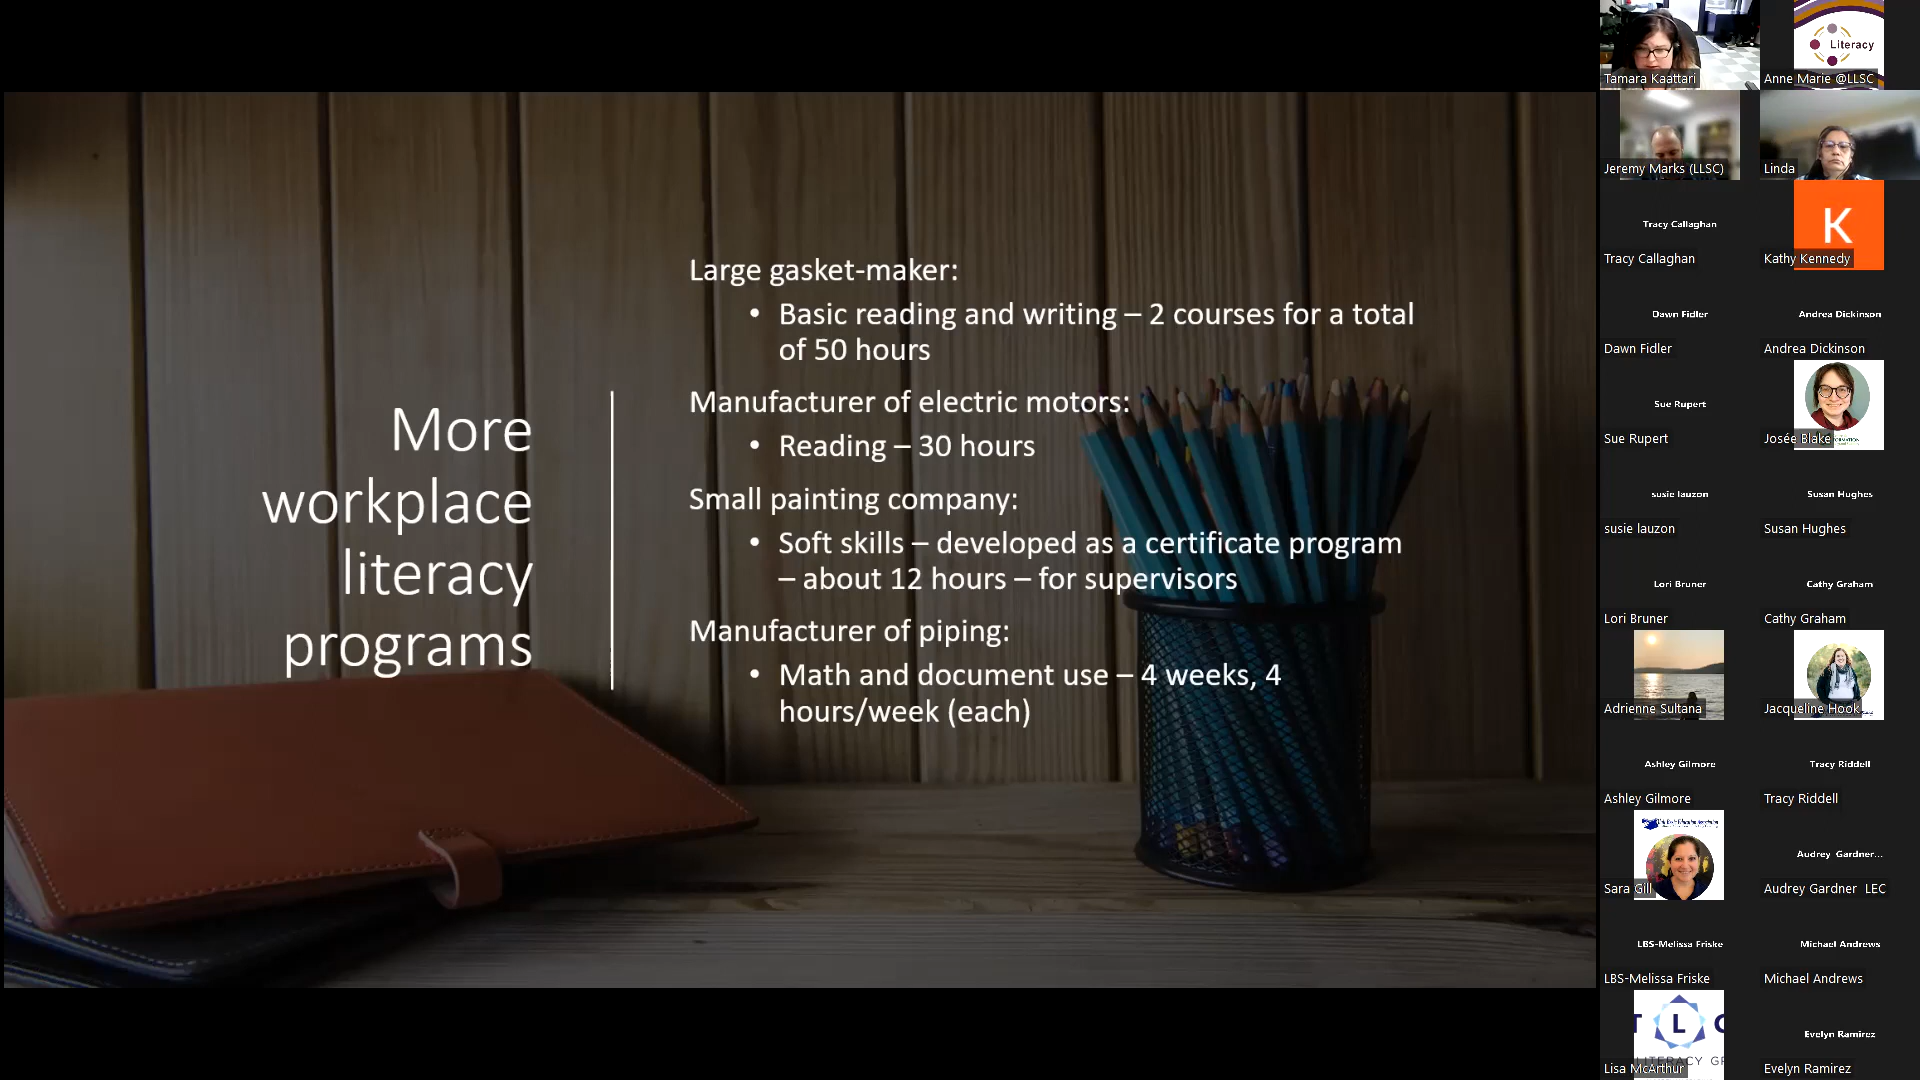 More
workplace
literacy
programs
Large gasket-maker:
• Basic reading and writing – 2 courses for a total
of 50 hours
Manufacturer of electric motors:
• Reading – 30 hours
Small painting company:
• Soft skills – developed as a certificate program
– about 12 hours – for supervisors
Manufacturer of piping:
• Math and document use – 4 weeks, 4
hours/week (each)
Tamara Kaattari
Literacy
Anne Marie @LLSC
Jeremy Marks (LLSC)
Linda
Tracy Callaghan
Tracy Callaghan
K
Kathy Kennedy
Dawn Fidler
Dawn Fidler
Andrea Dickinson
Andrea Dickinson
Sue Rupert
Sue Rupert
Josée Blake
susie lauzon
susie lauzon
Susan Hughes
Susan Hughes
Lori Bruner
Lori Bruner
Cathy Graham
Cathy Graham
Adrienne Sultana
Jacqueline Hook
Ashley Gilmore
Ashley Gilmore
Tracy Riddell
Tracy Riddell
Sara Gill
Audrey Gardner...
Audrey Gardner LEC
LBS-Melissa Friske
LBS-Melissa Friske
Michael Andrews
Michael Andrews
T L C
Lisa McArthur
Evelyn Ramirez
Evelyn Ramirez